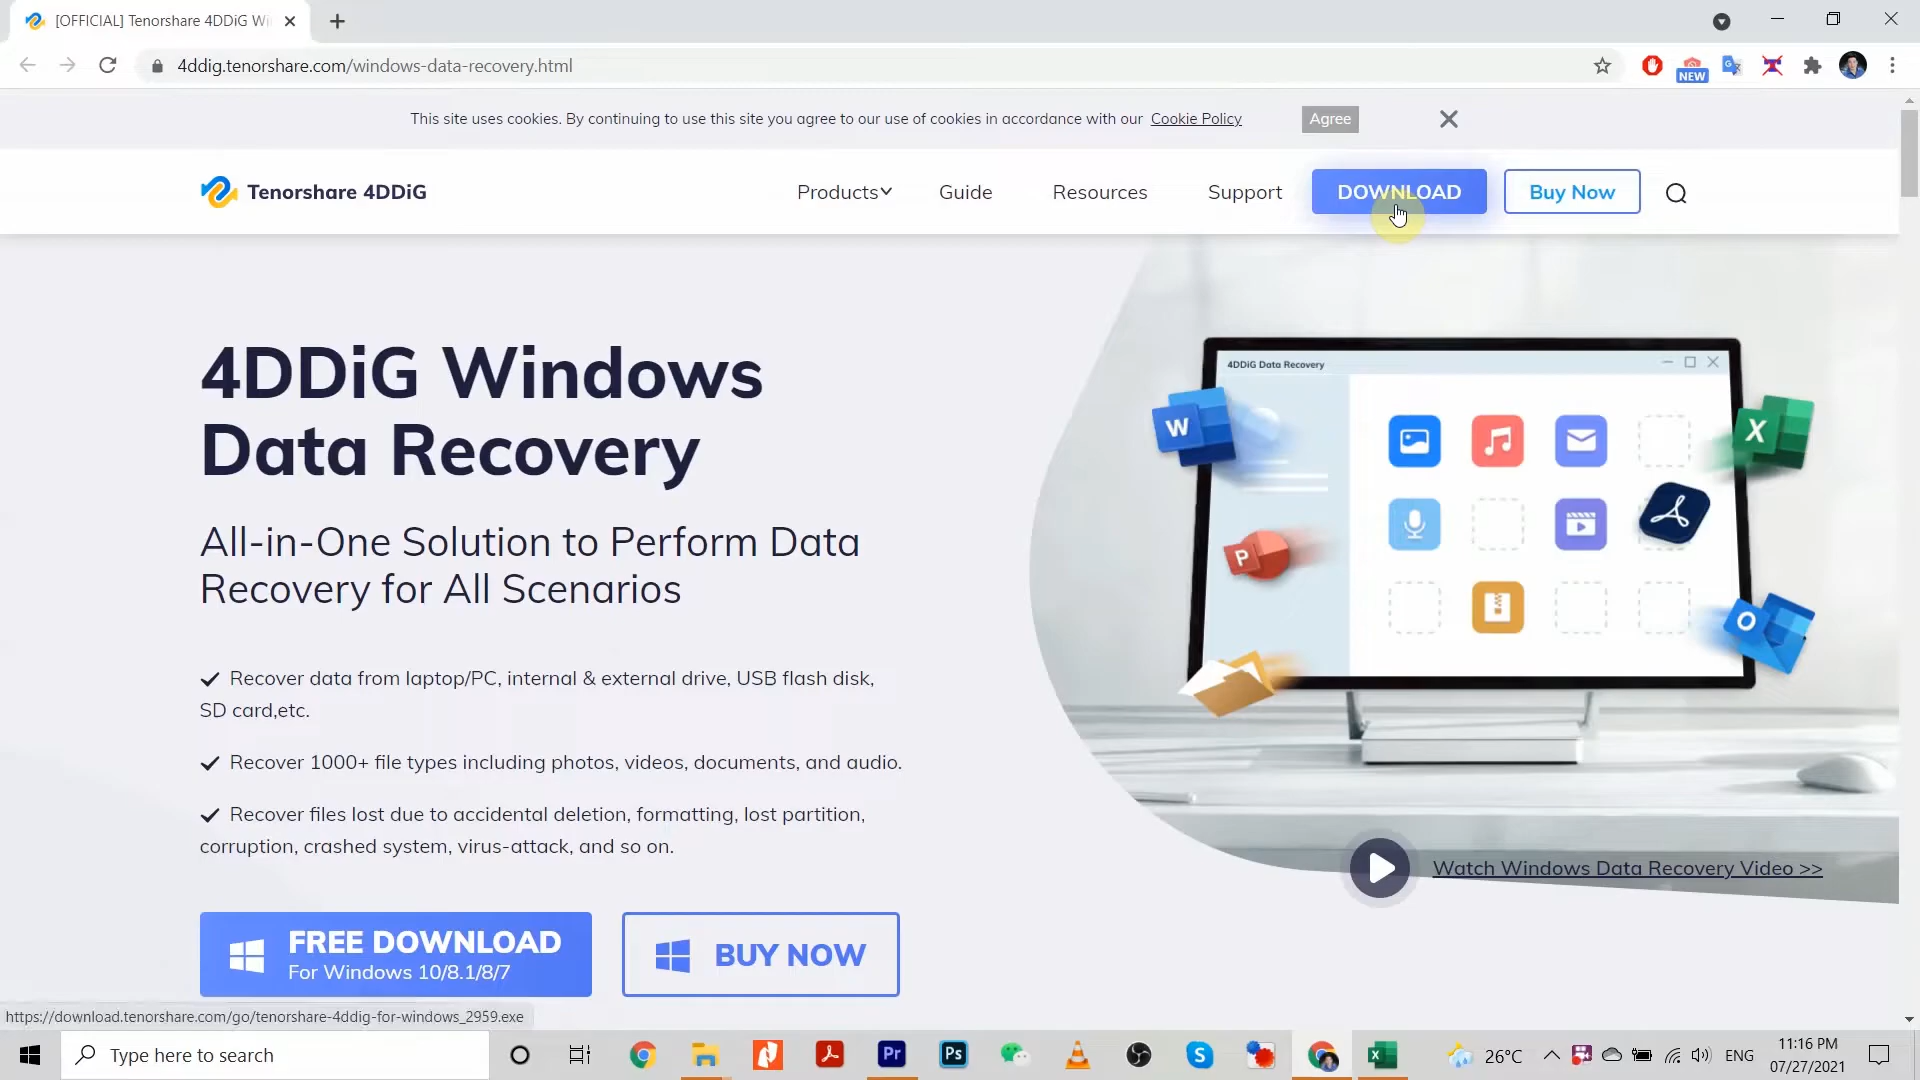 [OFFICIAL] Tenorshare 4DDiG Wi
4ddig.tenorshare.com/windows-data-recovery.html
NEW
This site uses cookies. By continuing to use this site you agree to our use of cookies in accordance with our Cookie Policy
Agree
Tenorshare 4DDiG
Products
Guide
Resources
Support
DOWNLOAD
Buy Now
4DDiG Windows
Data Recovery
All-in-One Solution to Perform Data
Recovery for All Scenarios
Recover data from laptop/PC, internal & external drive, USB flash disk,
SD card,etc.
Recover 1000+ file types including photos, videos, documents, and audio.
Recover files lost due to accidental deletion, formatting, lost partition,
corruption, crashed system, virus-attack, and so on.
FREE DOWNLOAD
For Windows 10/8.1/8/7
BUY NOW
4DDiG Data Recovery
W
X
P
O
Watch Windows Data Recovery Video >>
https://download.tenorshare.com/go/tenorshare-4ddig-for-windows_2959.exe
Type here to search
Pr
Ps
S
26°C
ENG
11:16 PM
07/27/2021